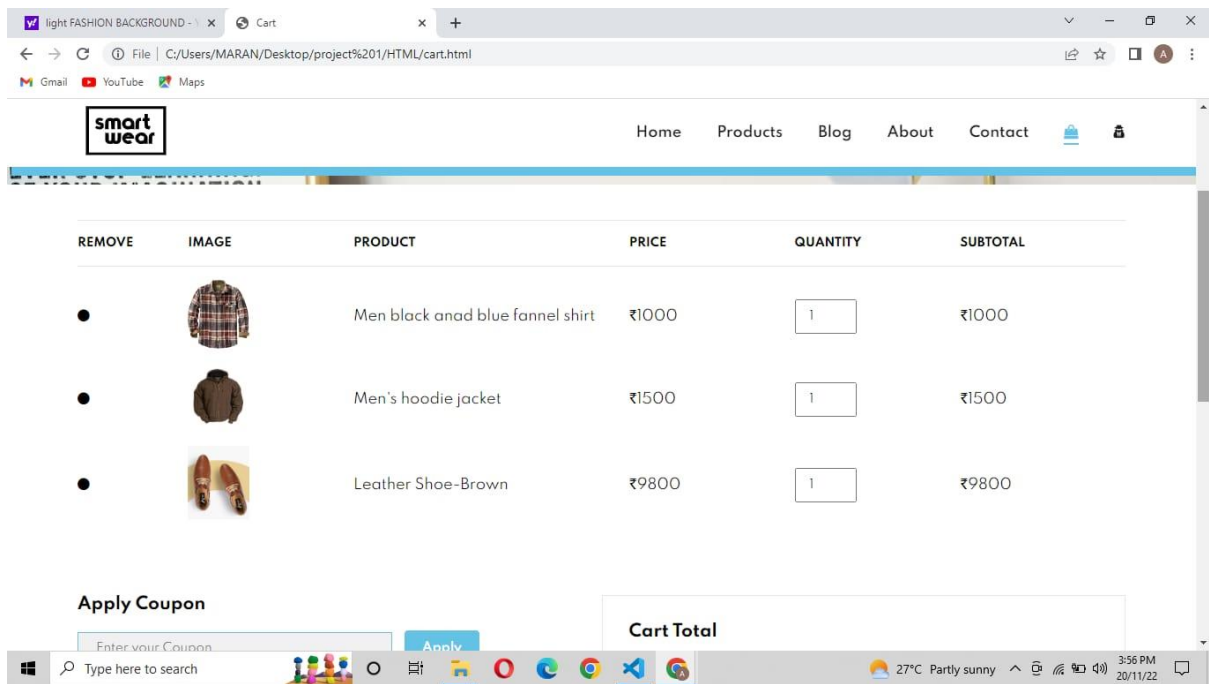 light FASHION BACKGROUND - Y
Cart
File C:/Users/MARAN/Desktop/project%201/HTML/cart.html
A
Gmail YouTube Maps
smart
wear
Home Products Blog About Contact
REMOVE IMAGE PRODUCT PRICE QUANTITY SUBTOTAL
Men black anad blue fannel shirt ₹1000 1 ₹1000
Men's hoodie jacket ₹1500 1 ₹1500
Leather Shoe-Brown ₹9800 1 ₹9800
Apply Coupon
Cart Total
Enter your Coupon Apply
Type here to search
27°C Partly sunny
3:56 PM
20/11/22